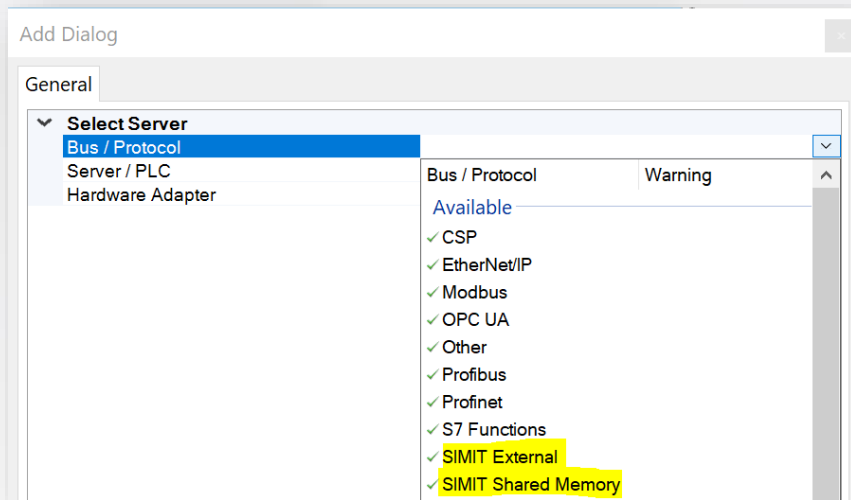 Add Dialog
General
Select Server
Bus / Protocol
Server / PLC
Hardware Adapter
Bus / Protocol Warning
Available
CSP
EtherNet/IP
Modbus
OPC UA
Other
Profibus
Profinet
S7 Functions
SIMIT External
SIMIT Shared Memory